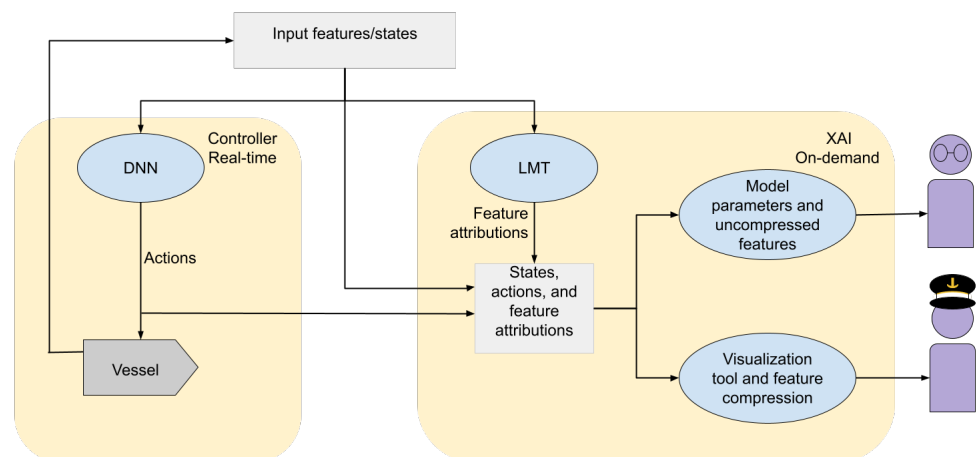 Input features/states
Controller
Real-time
DNN
Actions
Vessel
XAI
On-demand
LMT
Feature
attributions
States,
actions, and
feature
attributions
Model
parameters and
uncompressed
features
Visualization
tool and feature
compression